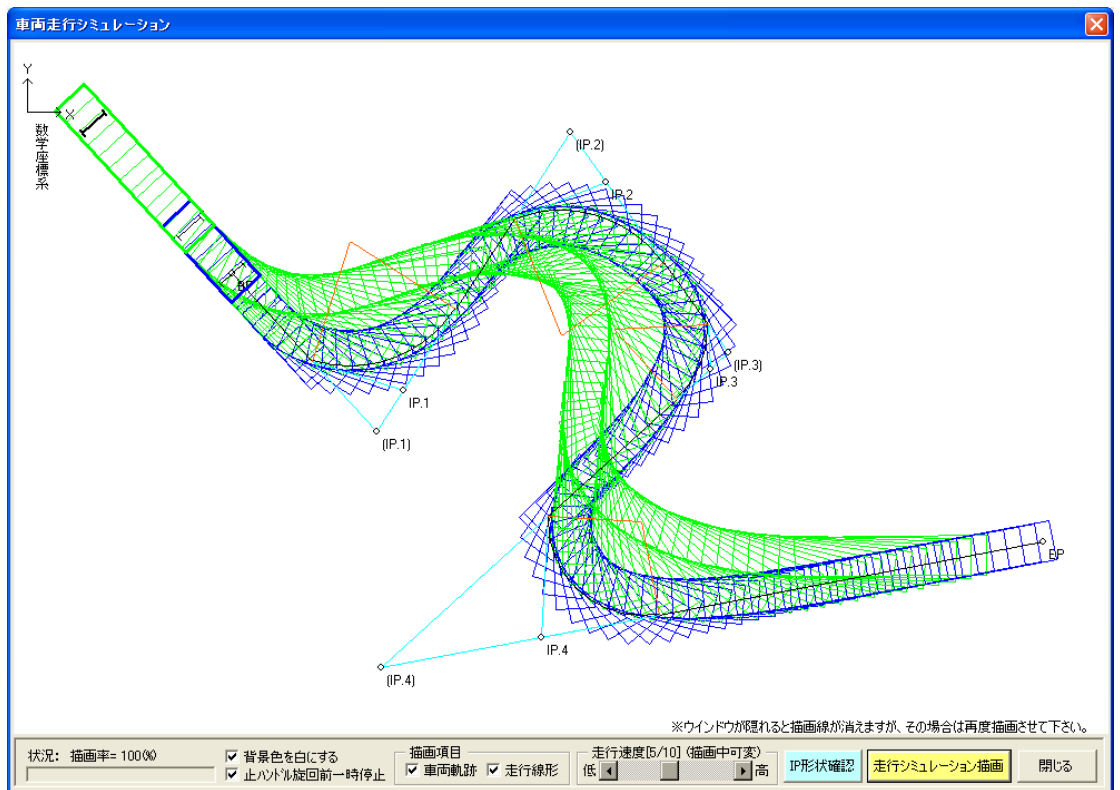 車両走行シミュレーション
Y
X
数学座標系
(IP.2)
IP.2
BP
(IP.3)
IP.3
IP.1
(IP.1)
EP
IP.4
(IP.4)
※ウインドウが隠れると描画線が消えますが、その場合は再度描画させて下さい。
状況: 描画率= 100(%)
背景色を白にする
止ハンドル旋回前一時停止
描画項目
車両軌跡 走行線形
走行速度[5/10] (描画中可変)
低 高
IP形状確認
走行シミュレーション描画
閉じる